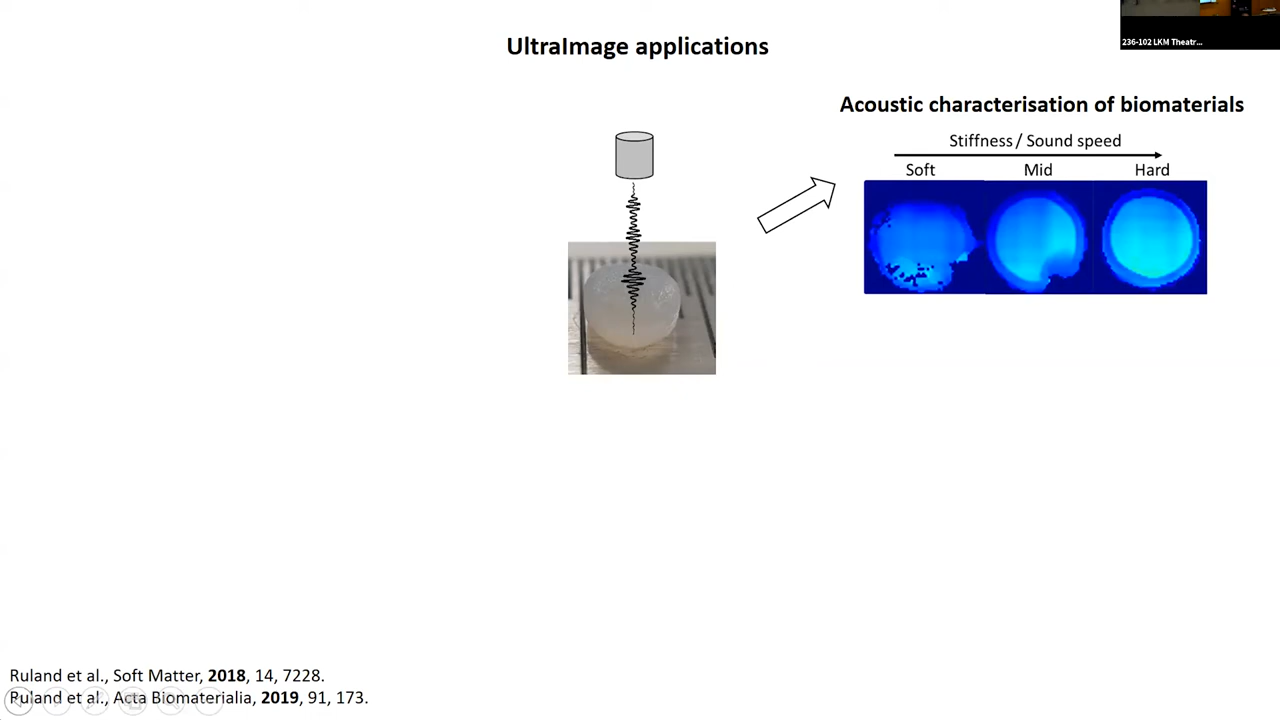 236-102 LKM Theatr...
UltraImage applications
Acoustic characterisation of biomaterials
Stiffness / Sound speed
Soft Mid Hard
Ruland et al., Soft Matter, 2018, 14, 7228.
Ruland et al., Acta Biomaterialia, 2019, 91, 173.